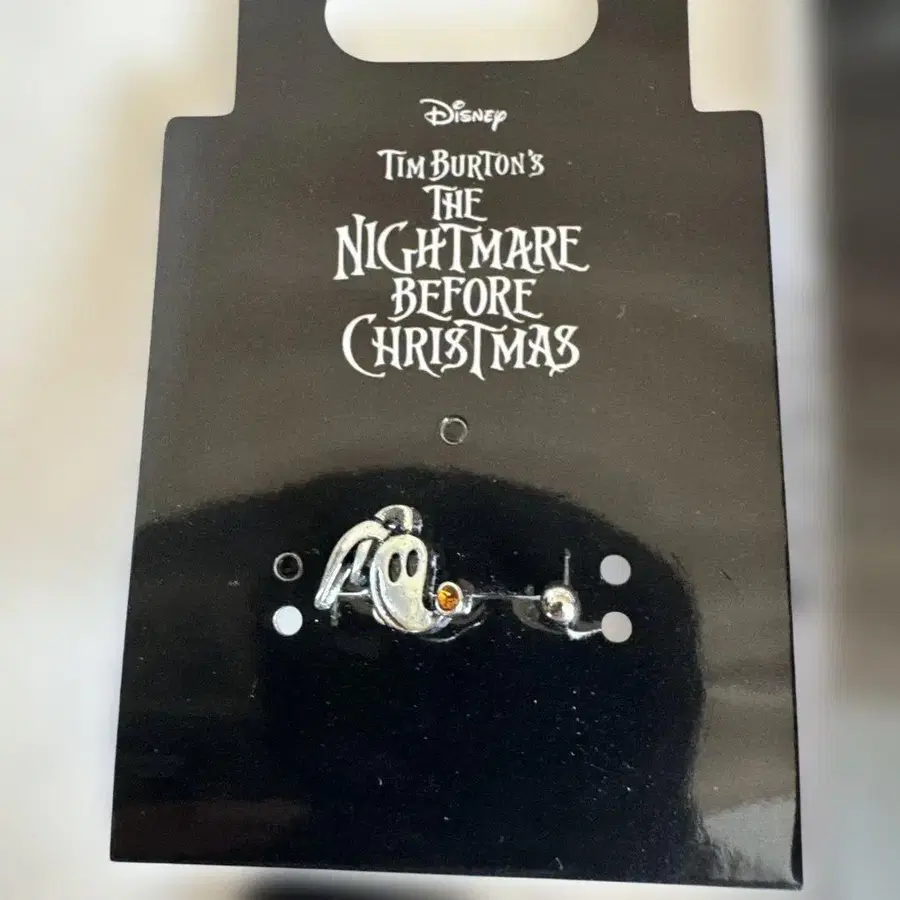 Disney
TIM BURTON'S
THE
NIGHTMARE
BEFORE
CHRISTMAS